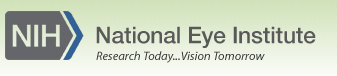 NIH National Eye Institute
Research Today...Vision Tomorrow